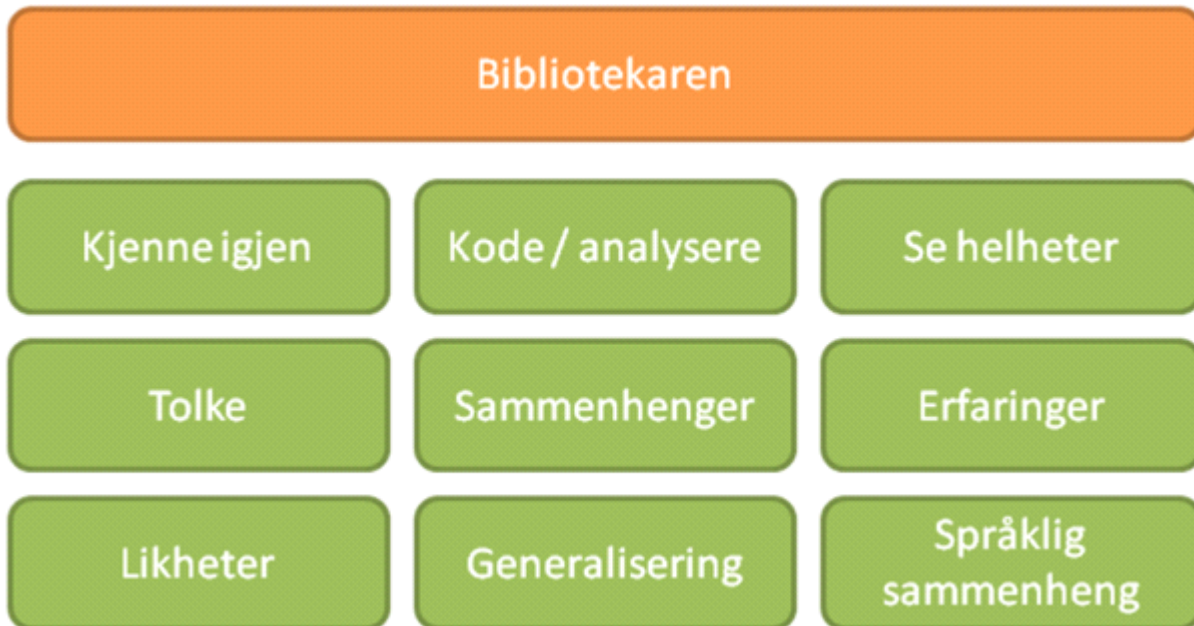 Bibliotekaren
Kjenne igjen
Kode / analysere
Se helheter
Tolke
Sammenhenger
Erfaringer
Likheter
Generalisering
Språklig
sammenheng